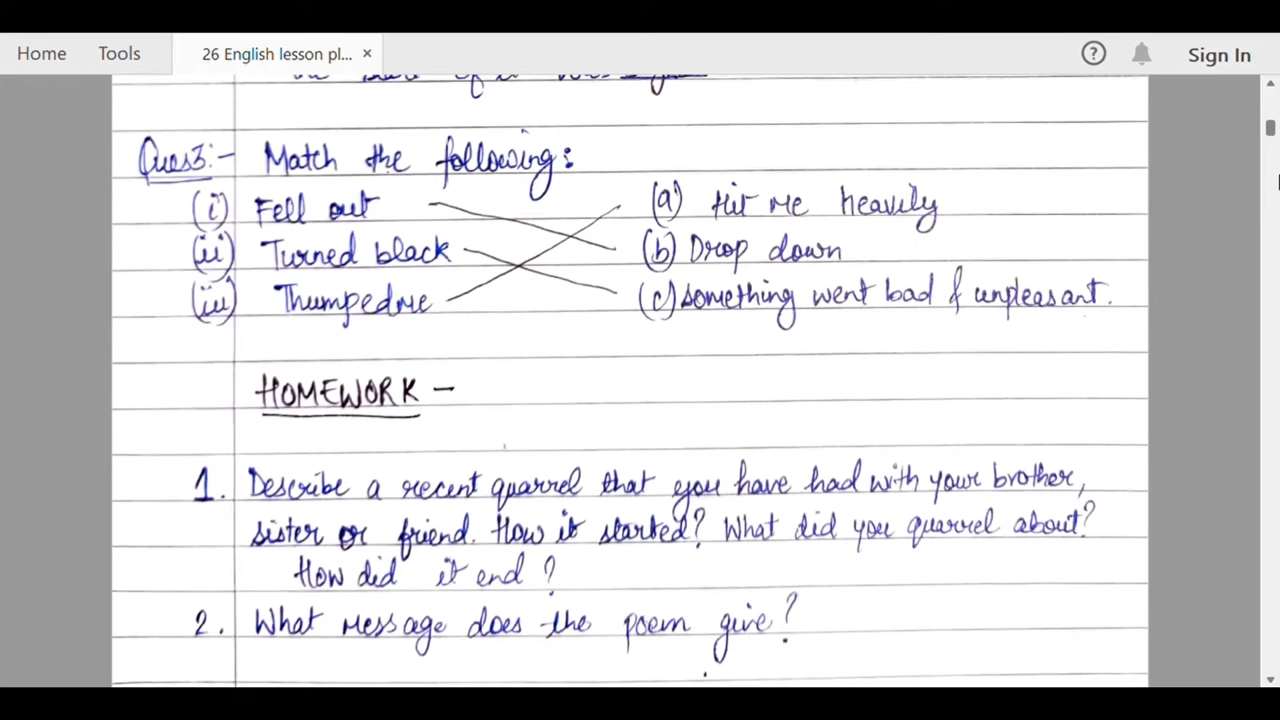 Home Tools 26 English lesson pl... × ? Sign In
Ques3:- Match the following:
(i) Fell out (a) Hit me heavily
(ii) Turned black (b) Drop down
(iii) Thumped me (c) something went bad & unpleasant.
HOMEWORK -
1. Describe a recent quarrel that you have had with your brother,
sister or friend. How it started? What did you quarrel about?
How did it end?
2. What message does the poem give?